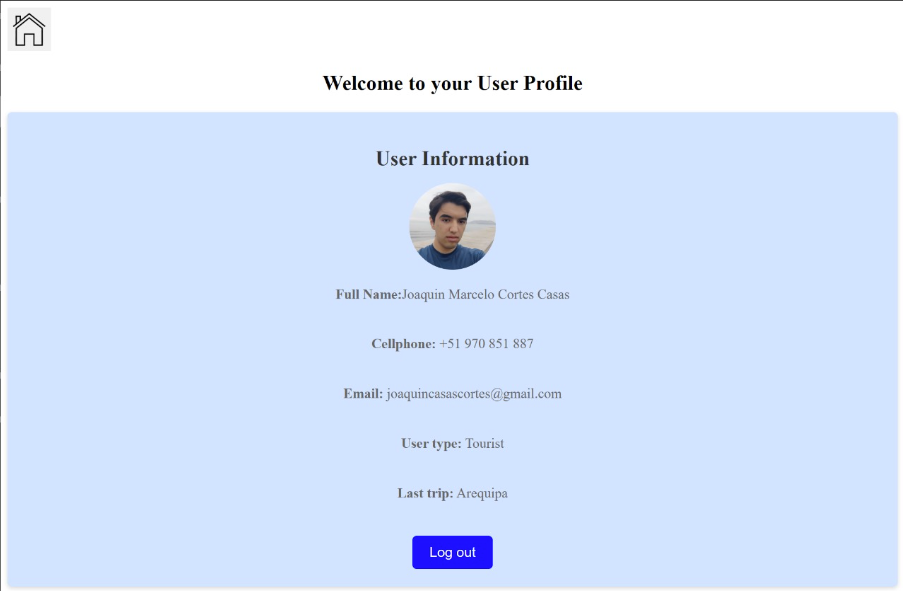 Welcome to your User Profile
User Information
Full Name:Joaquin Marcelo Cortes Casas
Cellphone: +51 970 851 887
Email: joaquincasascortes@gmail.com
User type: Tourist
Last trip: Arequipa
Log out